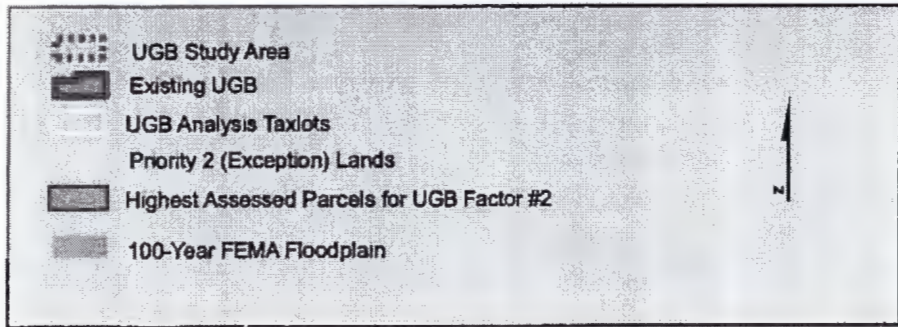 UGB Study Area
Existing UGB
UGB Analysis Taxlots
Priority 2 (Exception) Lands
Highest Assessed Parcels for UGB Factor #2
100-Year FEMA Floodplain
N